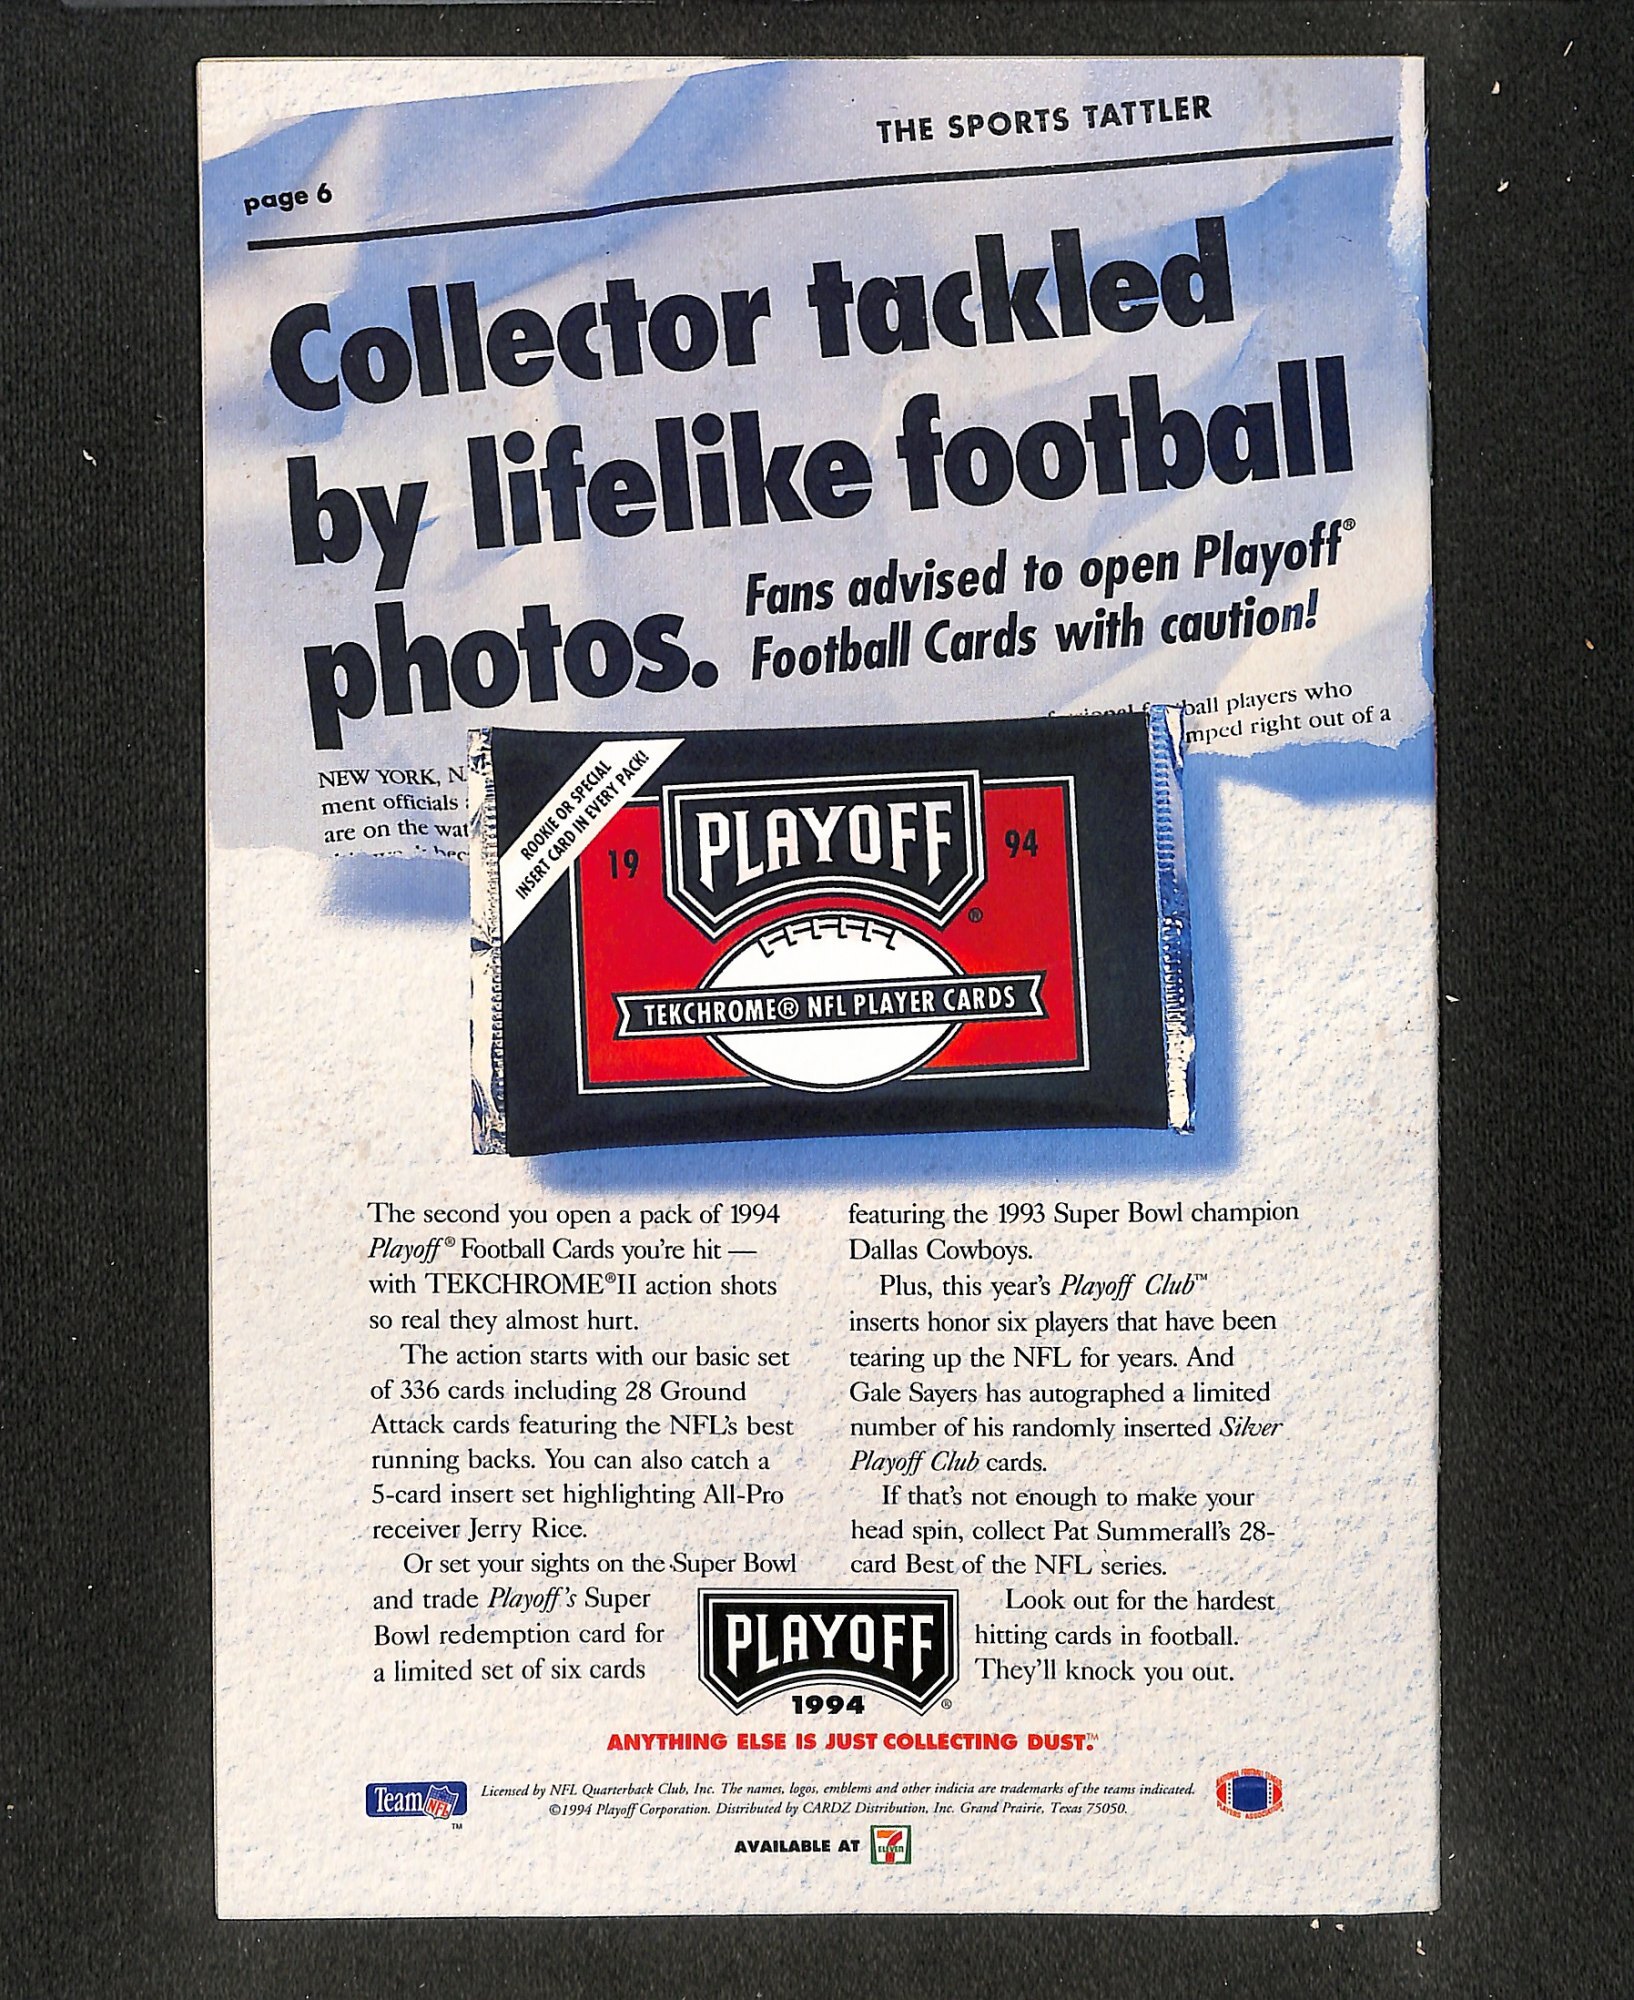 THE SPORTS TATTLER
page 6
Collector tackled
by lifelike football
photos.
Fans advised to open Playoff®
Football Cards with caution!
ball players who
right out of a
NEW YORK, N.
ment officials
are on the wat
ROOKIE OR SPECIAL
INSERT CARD IN EVERY PACK!
19 PLAYOFF® 94
TEKCHROME® NFL PLAYER CARDS
The second you open a pack of 1994
Playoff® Football Cards you're hit —
with TEKCHROME®II action shots
so real they almost hurt.
The action starts with our basic set
of 336 cards including 28 Ground
Attack cards featuring the NFL's best
running backs. You can also catch a
5-card insert set highlighting All-Pro
receiver Jerry Rice.
Or set your sights on the Super Bowl
and trade Playoff's Super
Bowl redemption card for
a limited set of six cards
featuring the 1993 Super Bowl champion
Dallas Cowboys.
Plus, this year's Playoff Club™
inserts honor six players that have been
tearing up the NFL for years. And
Gale Sayers has autographed a limited
number of his randomly inserted Silver
Playoff Club cards.
If that's not enough to make your
head spin, collect Pat Summerall's 28-
card Best of the NFL series.
Look out for the hardest
hitting cards in football.
They'll knock you out.
PLAYOFF
1994 ®
ANYTHING ELSE IS JUST COLLECTING DUST.™
Team NFL ™
Licensed by NFL Quarterback Club, Inc. The names, logos, emblems and other indicia are trademarks of the teams indicated.
©1994 Playoff Corporation. Distributed by CARDZ Distribution, Inc. Grand Prairie, Texas 75050.
NATIONAL FOOTBALL LEAGUE
PLAYERS ASSOCIATION
AVAILABLE AT 7 ELEVEN